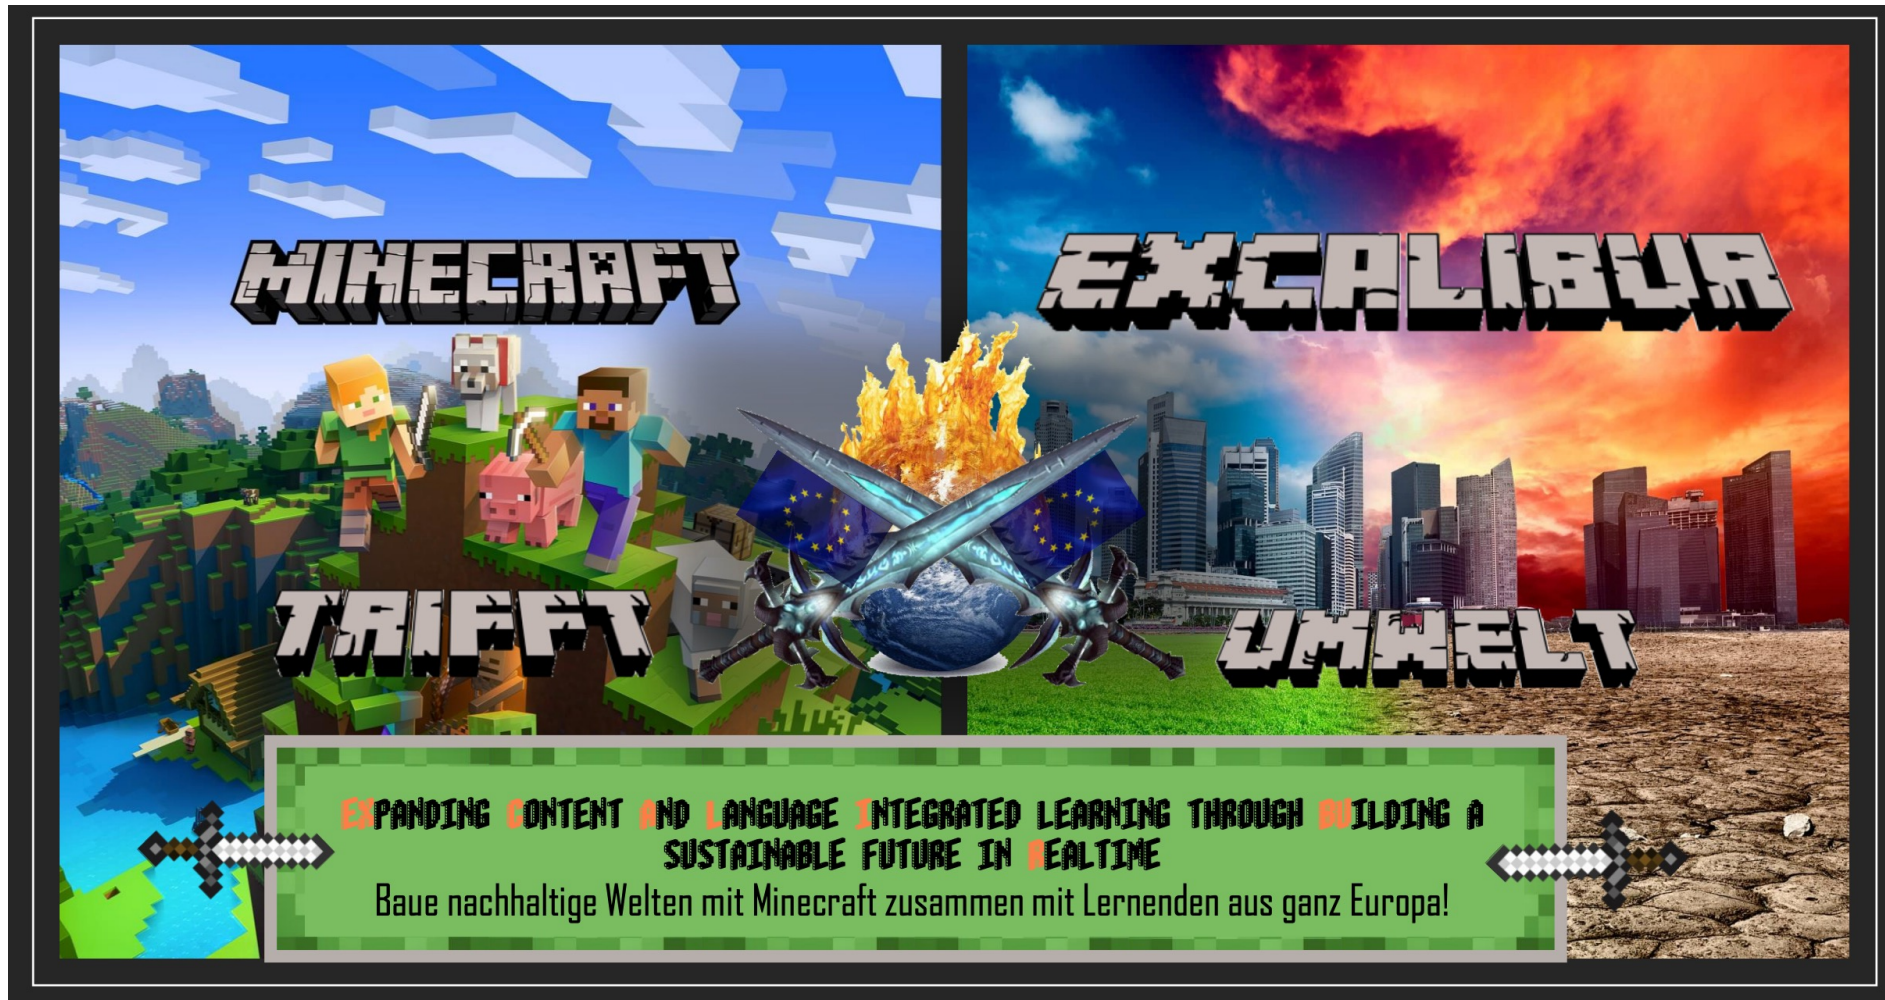 MINECRAFT
EXCALIBUR
TRIFFT
UMWELT
EXPANDING CONTENT AND LANGUAGE INTEGRATED LEARNING THROUGH BUILDING A
SUSTAINABLE FUTURE IN REALTIME
Baue nachhaltige Welten mit Minecraft zusammen mit Lernenden aus ganz Europa!